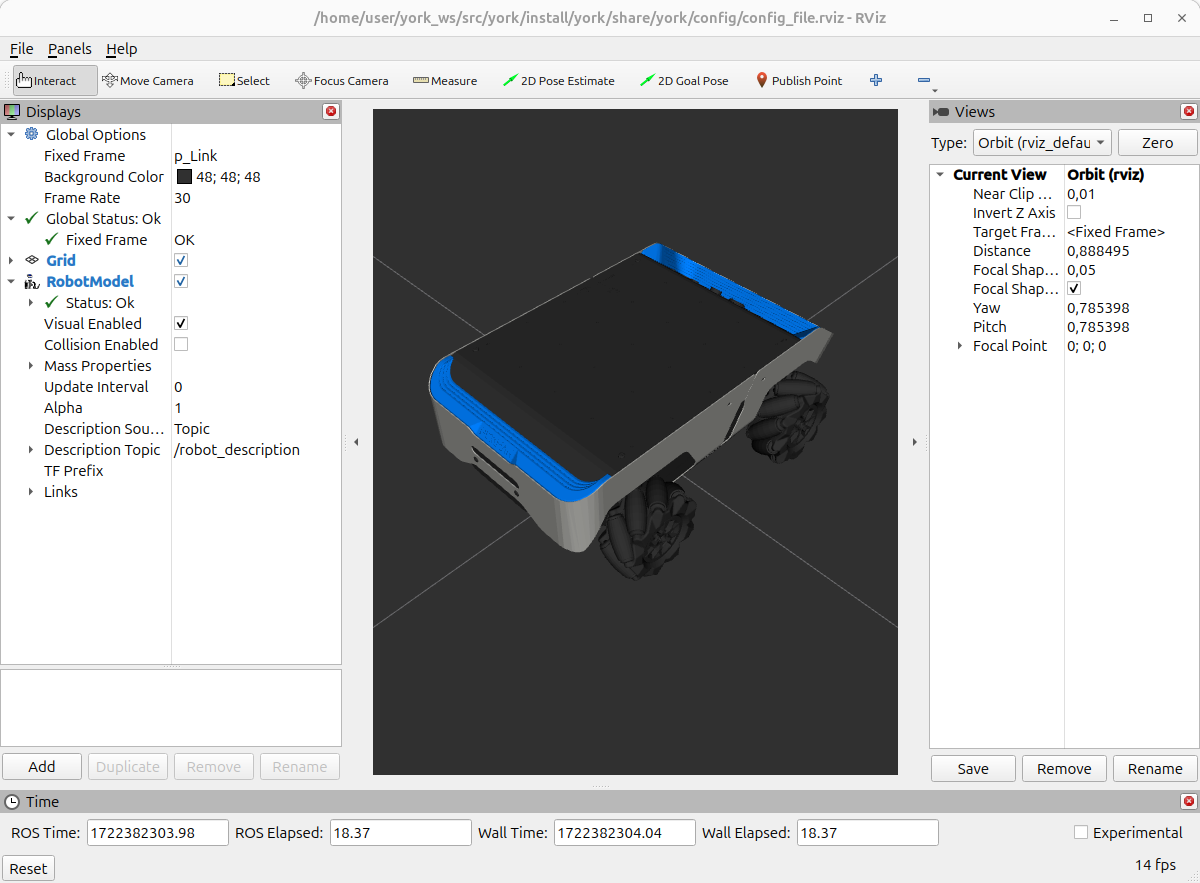 /home/user/york_ws/src/york/install/york/share/york/config/config_file.rviz - RViz
File Panels Help
Interact Move Camera Select Focus Camera Measure 2D Pose Estimate 2D Goal Pose Publish Point
Displays
Global Options
Fixed Frame p_Link
Background Color 48; 48; 48
Frame Rate 30
Global Status: Ok
Fixed Frame OK
Grid
RobotModel
Status: Ok
Visual Enabled
Collision Enabled
Mass Properties
Update Interval 0
Alpha 1
Description Sou... Topic
Description Topic /robot_description
TF Prefix
Links
Add Duplicate Remove Rename
Views
Type: Orbit (rviz_defau Zero
Current View Orbit (rviz)
Near Clip ... 0,01
Invert Z Axis
Target Fra... <Fixed Frame>
Distance 0,888495
Focal Shap... 0,05
Focal Shap...
Yaw 0,785398
Pitch 0,785398
Focal Point 0; 0; 0
Save Remove Rename
Time
ROS Time: 1722382303.98 ROS Elapsed: 18.37 Wall Time: 1722382304.04 Wall Elapsed: 18.37 Experimental
Reset 14 fps